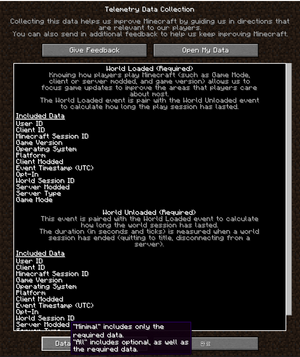 Telemetry Data Collection
Collecting this data helps us improve Minecraft by guiding us in directions that
are relevant to our players.
You can also send in additional feedback to help us keep improving Minecraft.
Give Feedback
Open My Data
World Loaded (Required)
Knowing how players play Minecraft (such as Game Mode,
client or server modded, and game version) allows us to
focus game updates to improve the areas that players care
about most.
The World Loaded event is pair with the World Unloaded event
to calculate how long the play session has lasted.
Included Data
User ID
Client ID
Minecraft Session ID
Game Version
Operating System
Platform
Client Modded
Event Timestamp (UTC)
Opt-In
World Session ID
Server Modded
Server Type
Game Mode
World Unloaded (Required)
This event is paired with the World Loaded event to calculate
how long the world session has lasted.
The duration (in seconds and ticks) is measured when a world
session has ended (quitting to title, disconnecting from a
server).
Included Data
User ID
Client ID
Minecraft Session ID
Game Version
Operating System
Platform
Client Modded
Event Timestamp (UTC)
Opt-In
World Session ID
Server Modded
"Minimal" includes only the
required data.
"All" includes optional, as well as
the required data.
Data
완료